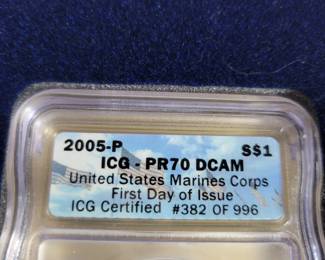 2005-P S$1
ICG - PR70 DCAM
United States Marines Corps
First Day of Issue
ICG Certified #382 OF 996